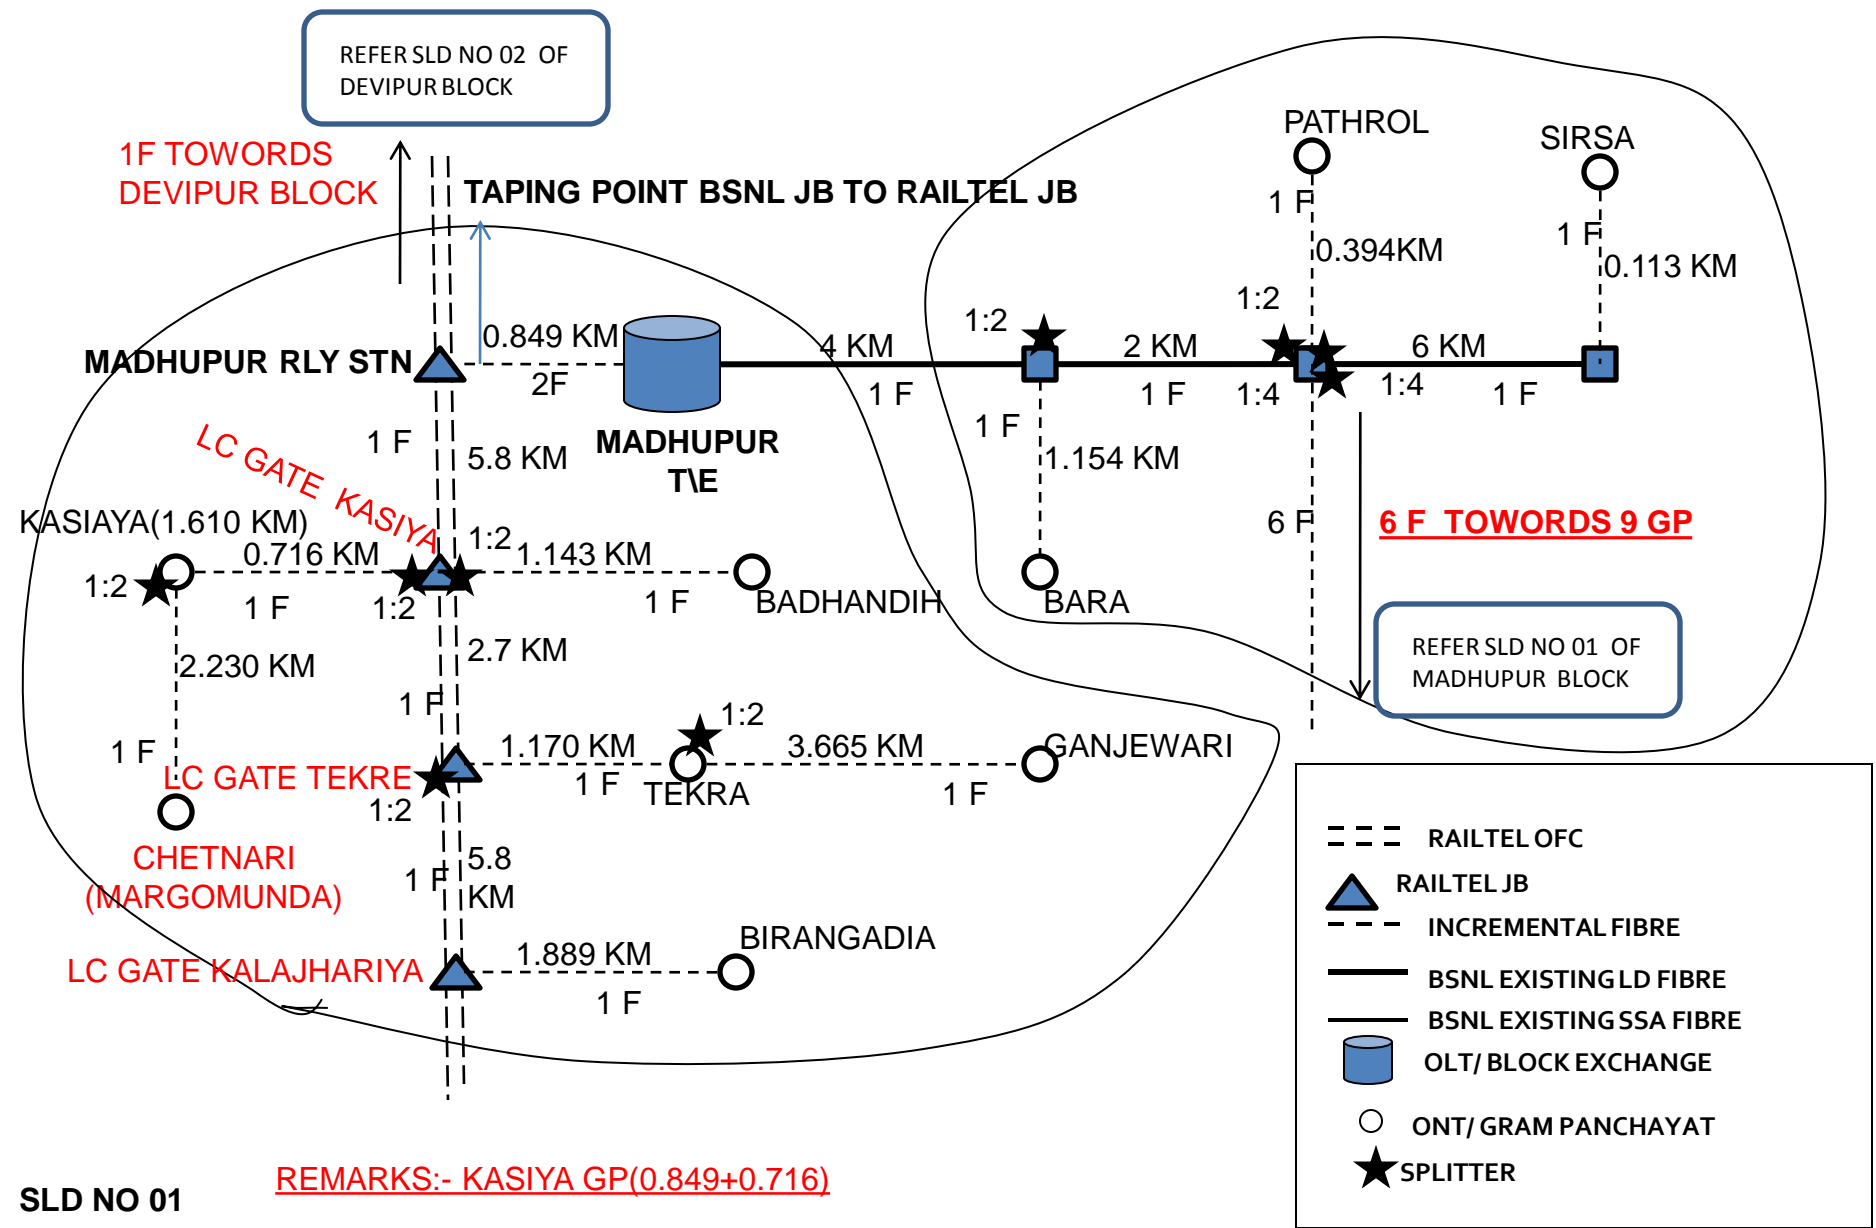 REFER SLD NO 02 OF
DEVIPUR BLOCK
1F TOWORDS
DEVIPUR BLOCK
TAPING POINT BSNL JB TO RAILTEL JB
PATHROL
SIRSA
1 F
0.394KM
1 F
0.113 KM
MADHUPUR RLY STN
0.849 KM
2F
4 KM
1 F
1:2
2 KM
1 F
1:2
1:4
6 KM
1:4
1 F
MADHUPUR
T\E
1 F
5.8 KM
LC GATE KASIYA
1 F
1.154 KM
6 F
6 F TOWORDS 9 GP
KASIAYA(1.610 KM)
0.716 KM
1:2
1.143 KM
1:2
1 F
1:2
1 F
BADHANDIH
BARA
REFER SLD NO 01 OF
MADHUPUR BLOCK
2.230 KM
2.7 KM
1 F
1:2
1 F
1.170 KM
3.665 KM
GANJEWARI
LC GATE TEKRE
1 F
TEKRA
1 F
1:2
CHETNARI
(MARGOMUNDA)
1 F
5.8
KM
LC GATE KALAJHARIYA
1.889 KM
BIRANGADIA
1 F
RAILTEL OFC
RAILTEL JB
INCREMENTAL FIBRE
BSNL EXISTING LD FIBRE
BSNL EXISTING SSA FIBRE
OLT/ BLOCK EXCHANGE
ONT/ GRAM PANCHAYAT
SPLITTER
REMARKS:- KASIYA GP(0.849+0.716)
SLD NO 01